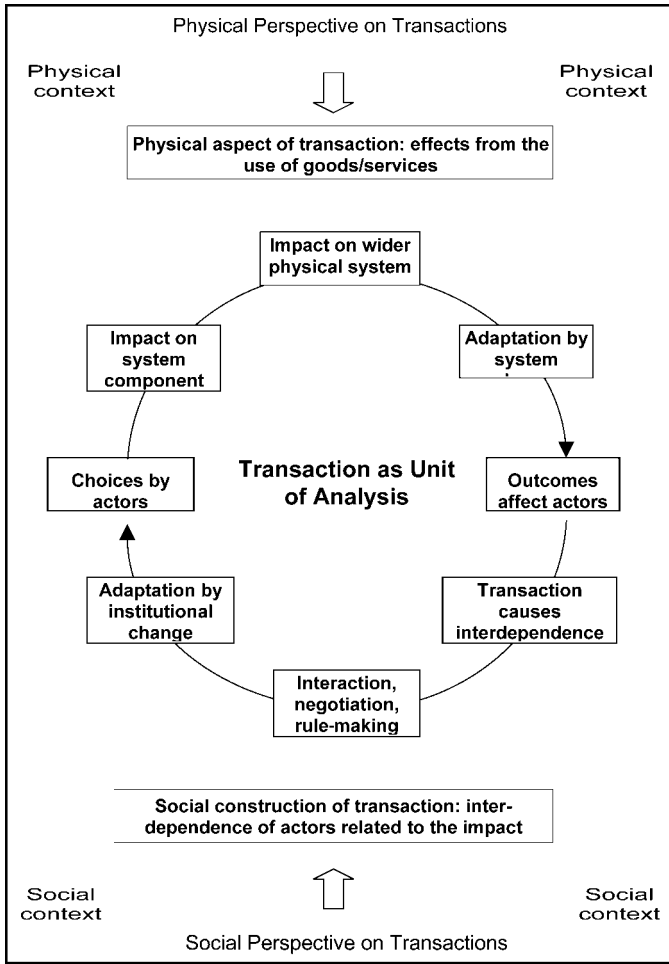 Physical Perspective on Transactions
Physical
context
Physical
context
Physical aspect of transaction: effects from the
use of goods/services
Impact on wider
physical system
Impact on
system
component
Adaptation by
system
Choices by
actors
Transaction as Unit
of Analysis
Outcomes
affect actors
Adaptation by
institutional
change
Transaction
causes
interdependence
Interaction,
negotiation,
rule-making
Social construction of transaction: inter-
dependence of actors related to the impact
Social
context
Social
context
Social Perspective on Transactions